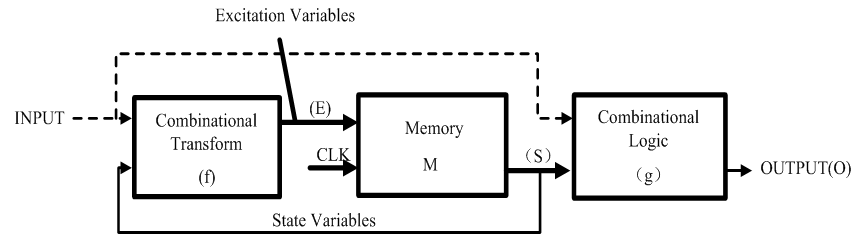 Excitation Variables
INPUT
Combinational
Transform
(f)
(E)
CLK
Memory
M
(S)
Combinational
Logic
(g)
OUTPUT(O)
State Variables